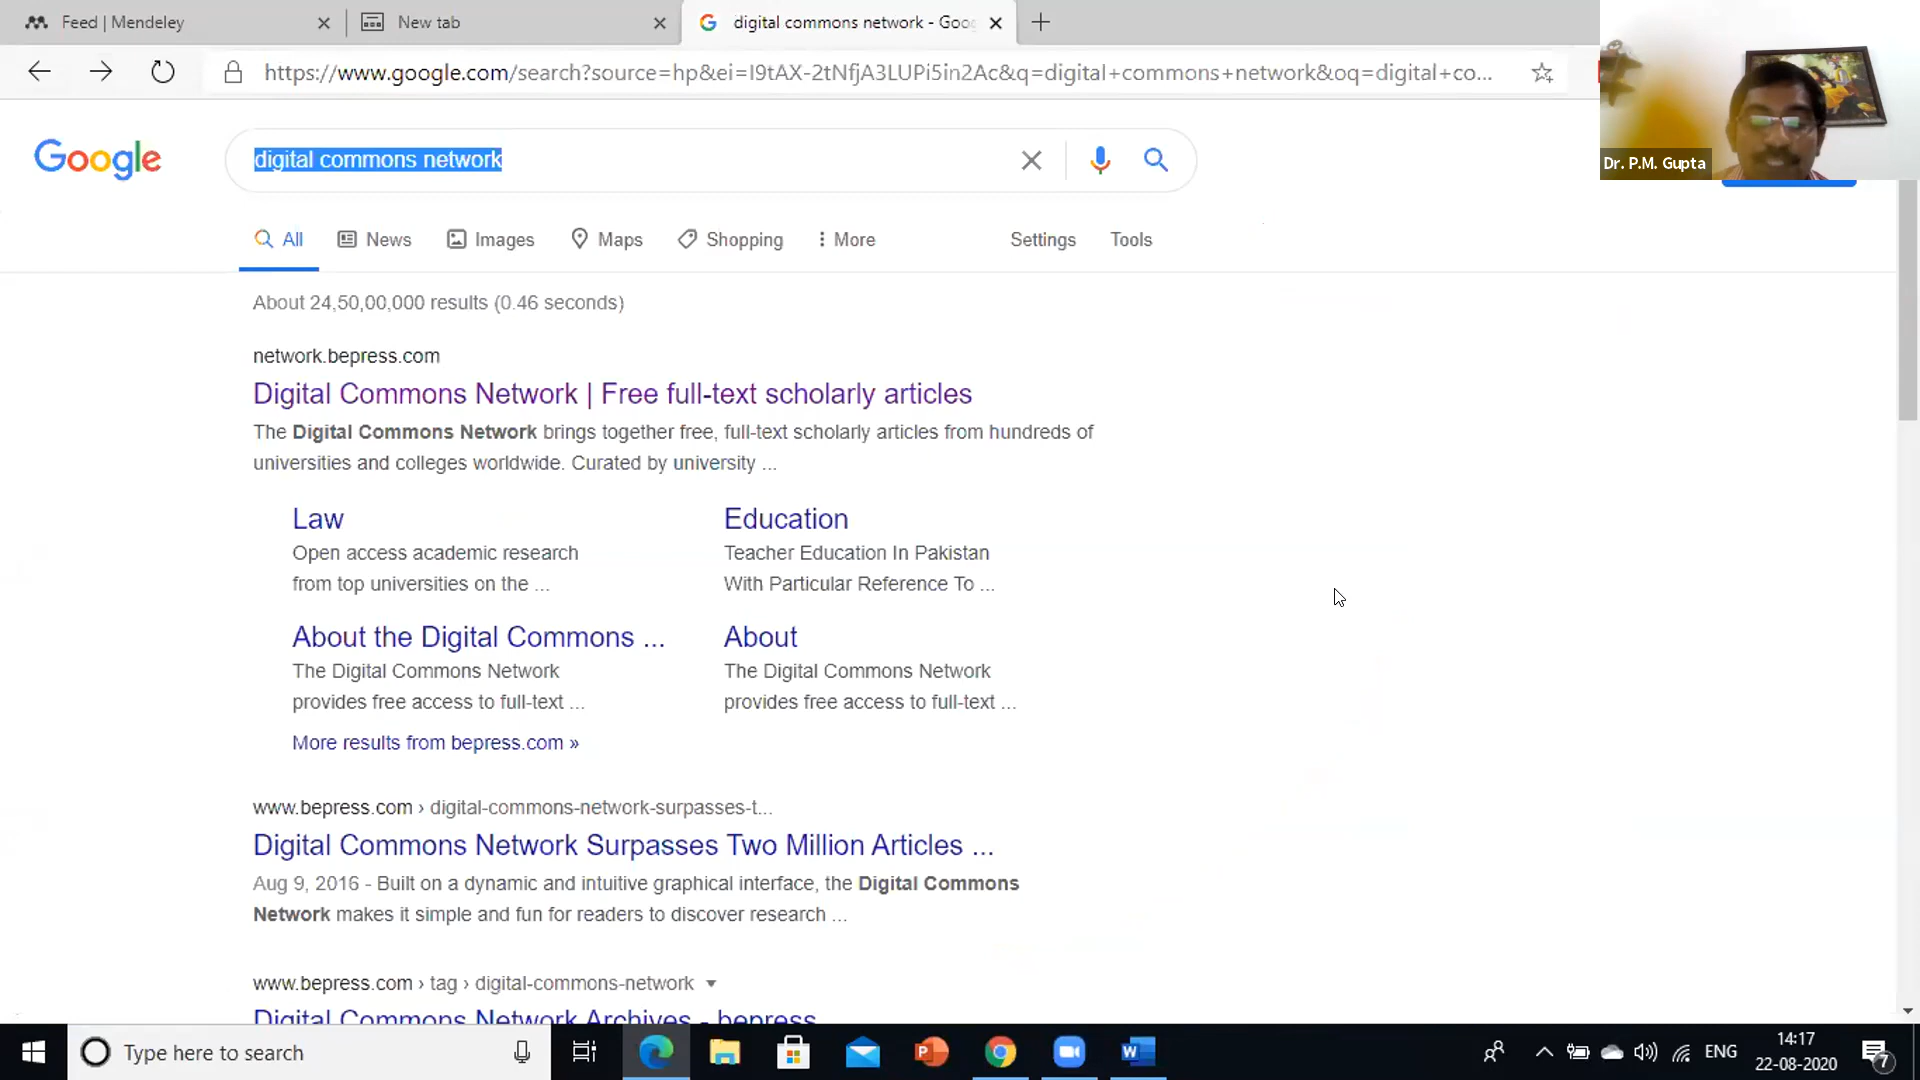 Feed | Mendeley
New tab
digital commons network - Goo
https://www.google.com/search?source=hp&ei=I9tAX-2tNfjA3LUPi5in2Ac&q=digital+commons+network&oq=digital+co...
Dr. P.M. Gupta
Google
digital commons network
All
News
Images
Maps
Shopping
More
Settings
Tools
About 24,50,00,000 results (0.46 seconds)
network.bepress.com
Digital Commons Network | Free full-text scholarly articles
The Digital Commons Network brings together free, full-text scholarly articles from hundreds of
universities and colleges worldwide. Curated by university ...
Law
Open access academic research
from top universities on the ...
Education
Teacher Education In Pakistan
With Particular Reference To ...
About the Digital Commons ...
The Digital Commons Network
provides free access to full-text ...
About
The Digital Commons Network
provides free access to full-text ...
More results from bepress.com »
www.bepress.com › digital-commons-network-surpasses-t...
Digital Commons Network Surpasses Two Million Articles ...
Aug 9, 2016 - Built on a dynamic and intuitive graphical interface, the Digital Commons
Network makes it simple and fun for readers to discover research ...
www.bepress.com › tag › digital-commons-network
Digital Commons Network Archives - bepress
Type here to search
ENG
14:17
22-08-2020
7